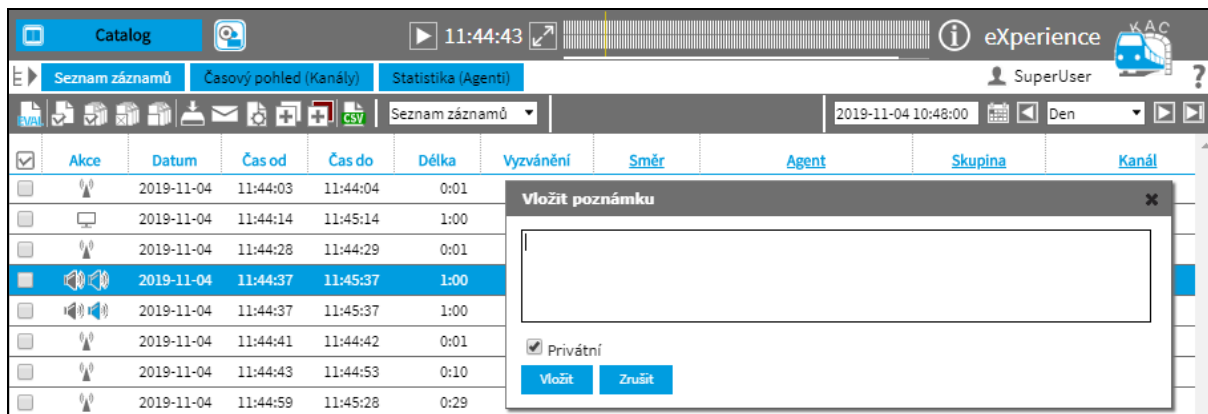 Catalog 11:44:43 eXperience KAC
Seznam záznamů Časový pohled (Kanály) Statistika (Agenti) SuperUser ?
EVAL CSV Seznam záznamů 2019-11-04 10:48:00 Den
Akce Datum Čas od Čas do Délka Vyzvánění Směr Agent Skupina Kanál
2019-11-04 11:44:03 11:44:04 0:01
Vložit poznámku
2019-11-04 11:44:14 11:45:14 1:00
2019-11-04 11:44:28 11:44:29 0:01
2019-11-04 11:44:37 11:45:37 1:00
2019-11-04 11:44:37 11:45:37 1:00
2019-11-04 11:44:41 11:44:42 0:01
Privátní
2019-11-04 11:44:43 11:44:53 0:10
Vložit Zrušit
2019-11-04 11:44:59 11:45:28 0:29